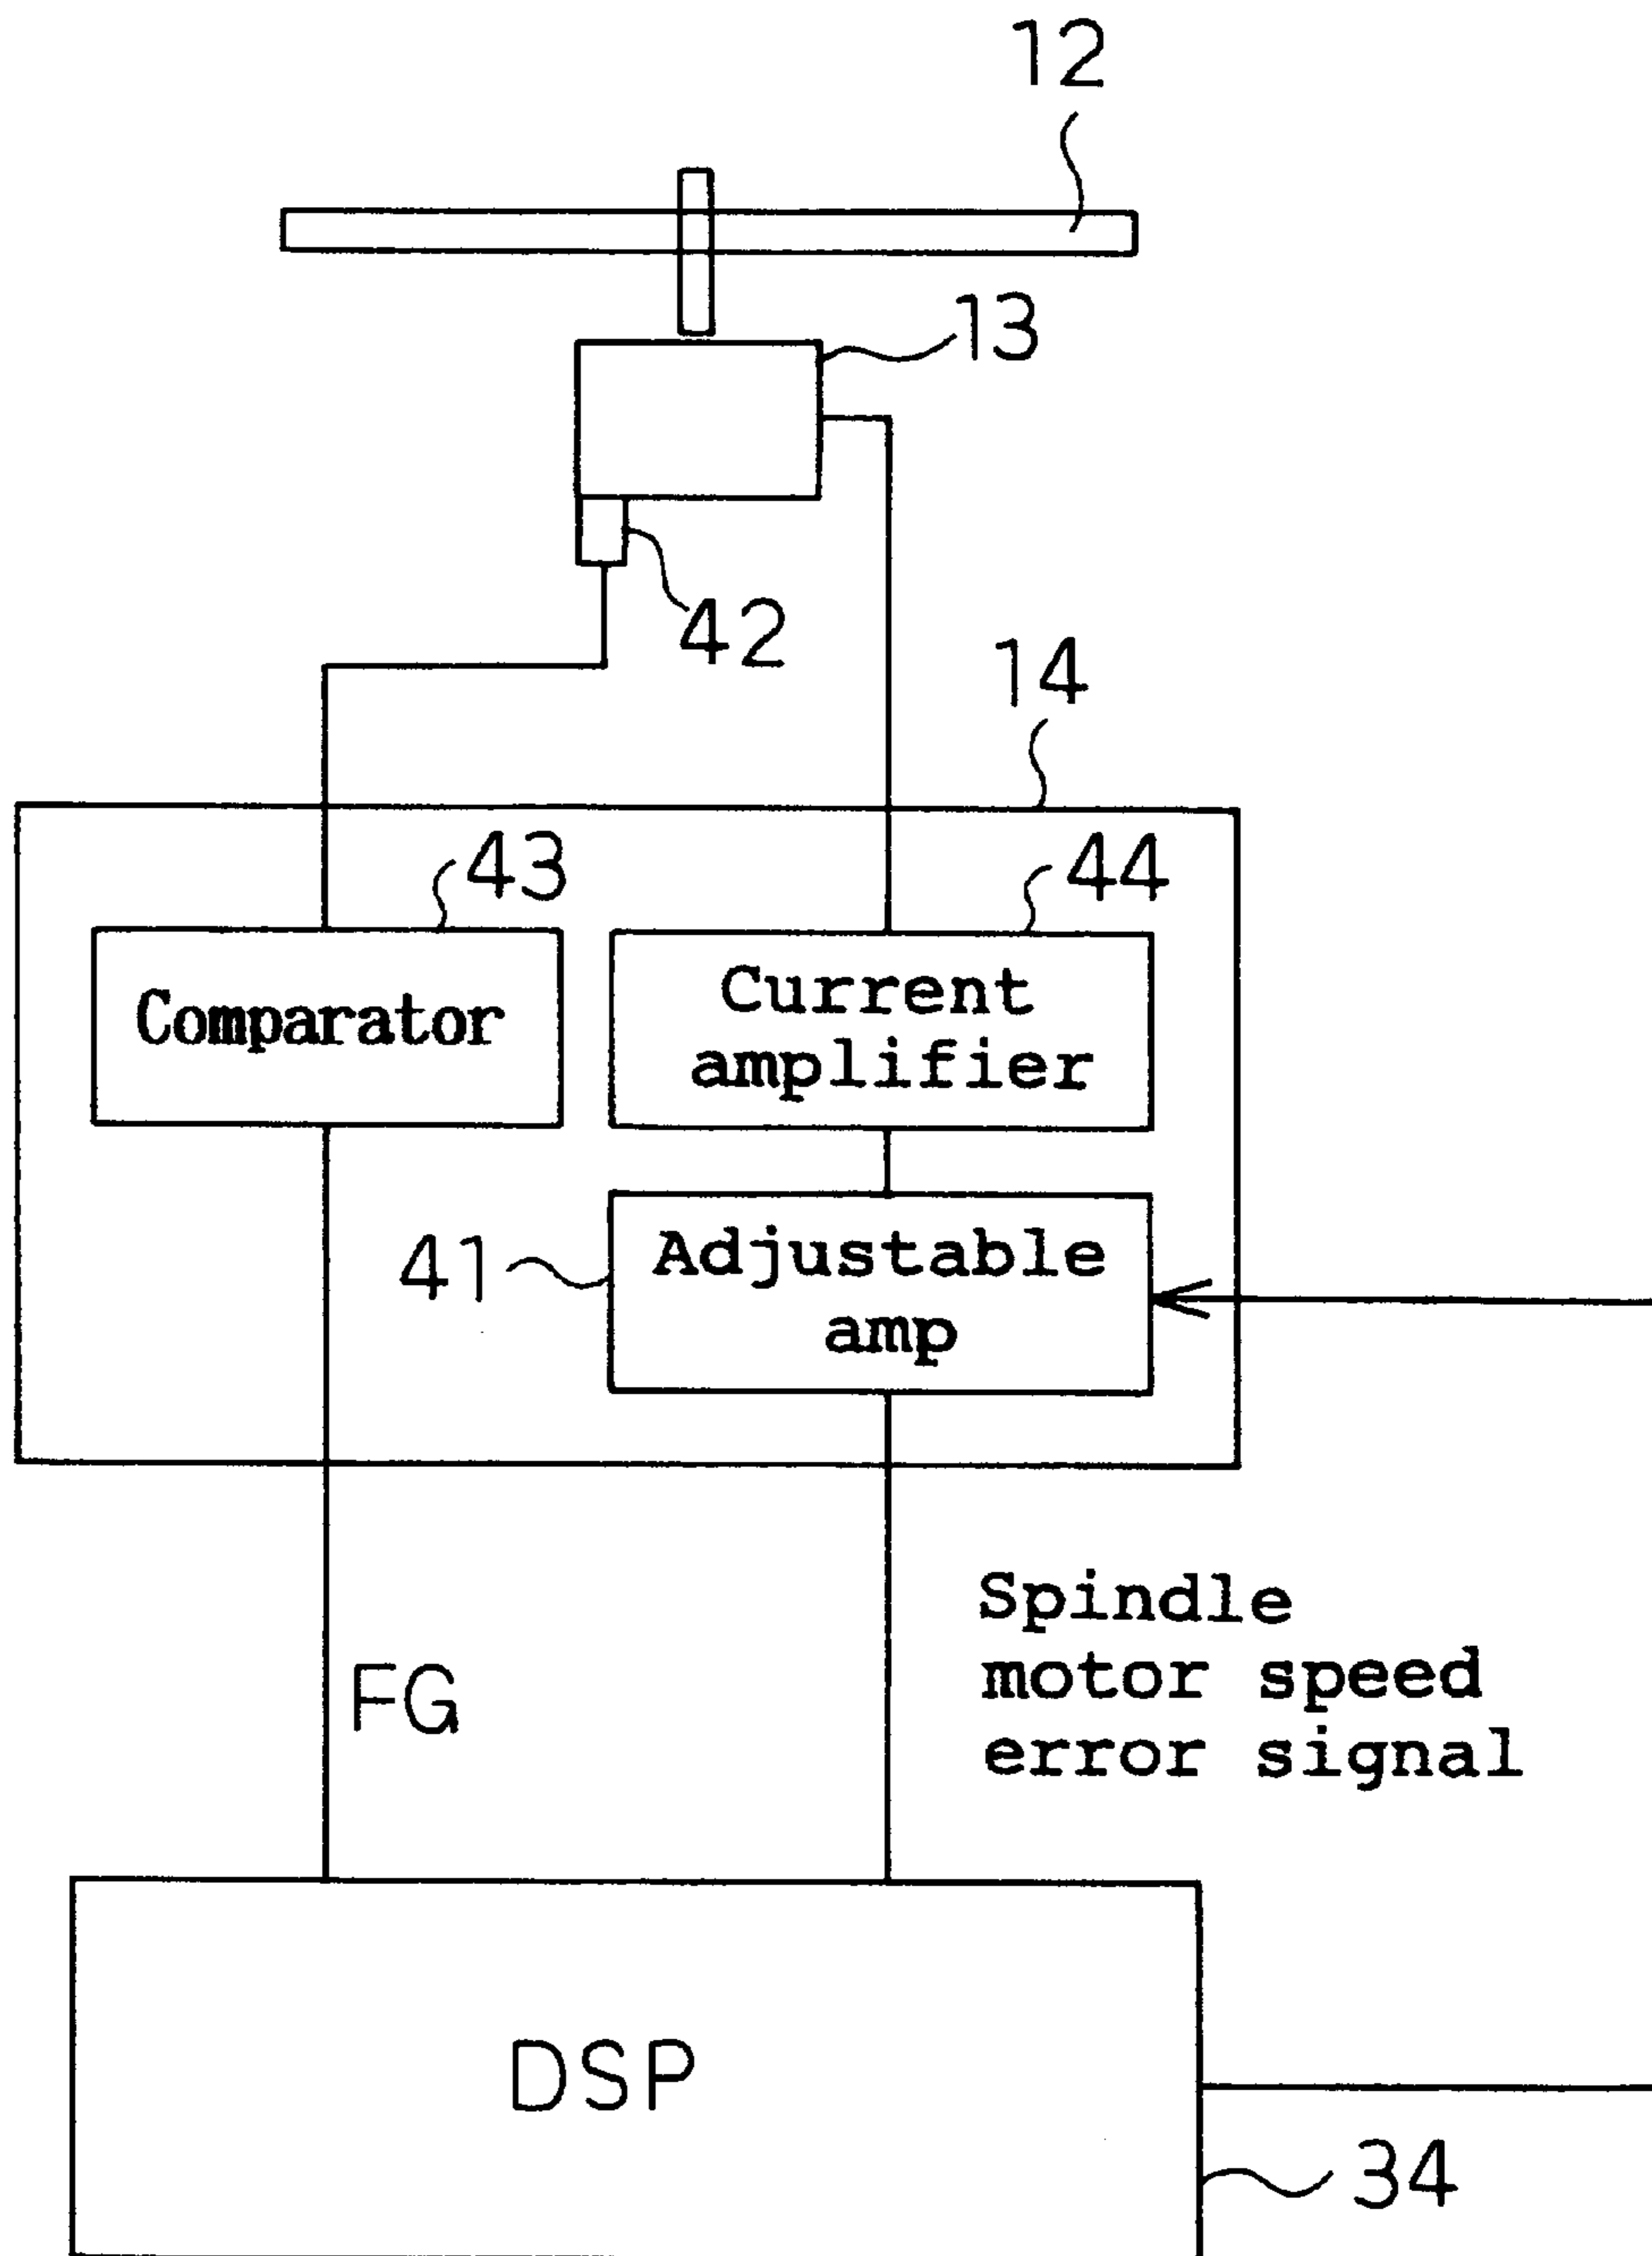 12
13
42
14
43
44
Comparator
Current
amplifier
41
Adjustable
amp
Spindle
motor speed
error signal
FG
DSP
34